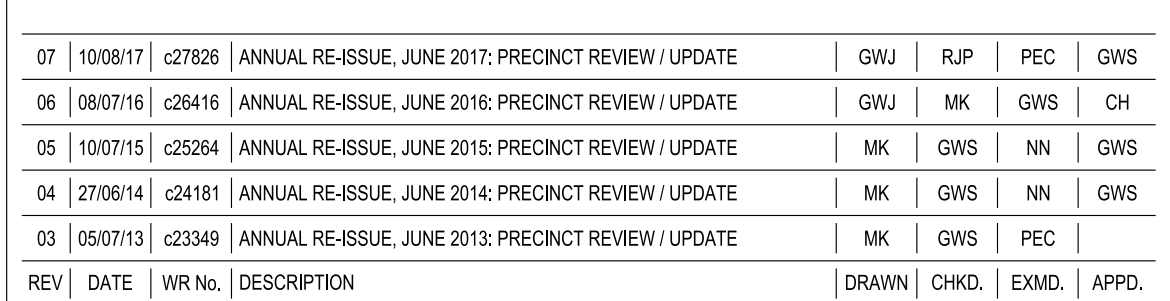 07 10/08/17 c27826 ANNUAL RE-ISSUE, JUNE 2017: PRECINCT REVIEW / UPDATE GWJ RJP PEC GWS
06 08/07/16 c26416 ANNUAL RE-ISSUE, JUNE 2016: PRECINCT REVIEW / UPDATE GWJ MK GWS CH
05 10/07/15 c25264 ANNUAL RE-ISSUE, JUNE 2015: PRECINCT REVIEW / UPDATE MK GWS NN GWS
04 27/06/14 c24181 ANNUAL RE-ISSUE, JUNE 2014: PRECINCT REVIEW / UPDATE MK GWS NN GWS
03 05/07/13 c23349 ANNUAL RE-ISSUE, JUNE 2013: PRECINCT REVIEW / UPDATE MK GWS PEC
REV DATE WR No. DESCRIPTION DRAWN CHKD. EXMD. APPD.